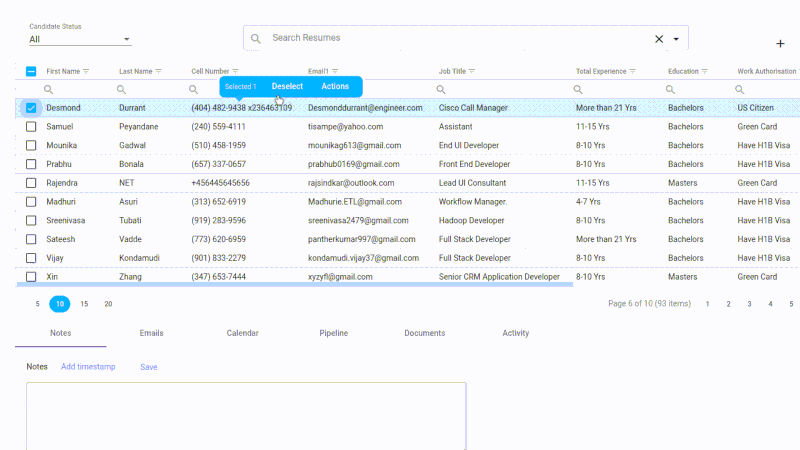 Candidate Status
All
Search Resumes
First Name Last Name Cell Number Email1 Job Title Total Experience Education Work Authorisation
Selected 1 Deselect Actions
Desmond Durrant (404) 482-9438 x236463109 Desmonddurrant@engineer.com Cisco Call Manager More than 21 Yrs Bachelors US Citizen
Samuel Peyandane (240) 559-4111 tisampe@yahoo.com Assistant 11-15 Yrs Bachelors Green Card
Mounika Gadwal (510) 458-1959 mounikag613@gmail.com End UI Developer 8-10 Yrs Bachelors Have H1B Visa
Prabhu Bonala (657) 337-0657 prabhub0169@gmail.com Front End Developer 8-10 Yrs Bachelors Have H1B Visa
Rajendra NET +456445645656 rajsindkar@outlook.com Lead UI Consultant 11-15 Yrs Masters Green Card
Madhuri Asuri (313) 652-6919 Madhurie.ETL@gmail.com Workflow Manager. 4-7 Yrs Bachelors Have H1B Visa
Sreenivasa Tubati (919) 283-9596 sreenivasa2479@gmail.com Hadoop Developer 8-10 Yrs Bachelors Have H1B Visa
Sateesh Vadde (773) 620-6959 pantherkumar997@gmail.com Full Stack Developer More than 21 Yrs Bachelors Have H1B Visa
Vijay Kondamudi (901) 833-2279 kondamudi.vijay37@gmail.com Full Stack Developer 8-10 Yrs Bachelors Have H1B Visa
Xin Zhang (347) 653-7444 xyzyfl@gmail.com Senior CRM Application Developer 8-10 Yrs Masters Green Card
5 10 15 20 Page 6 of 10 (93 items) 1 2 3 4 5
Notes Emails Calendar Pipeline Documents Activity
Notes Add timestamp Save